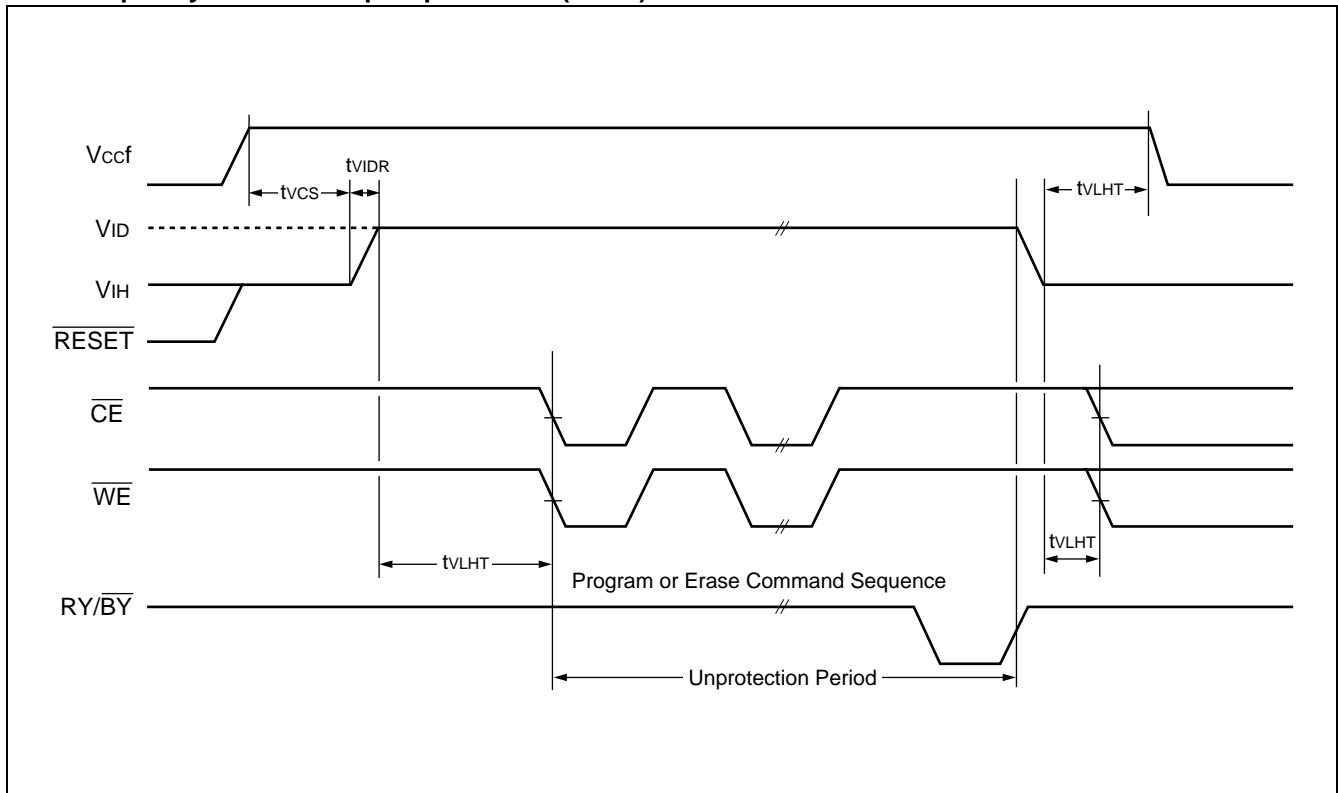 Vccf
tVIDR
tVCS
tVLHT
VID
VIH
RESET
CE
WE
tVLHT
tVLHT
Program or Erase Command Sequence
RY/BY
Unprotection Period